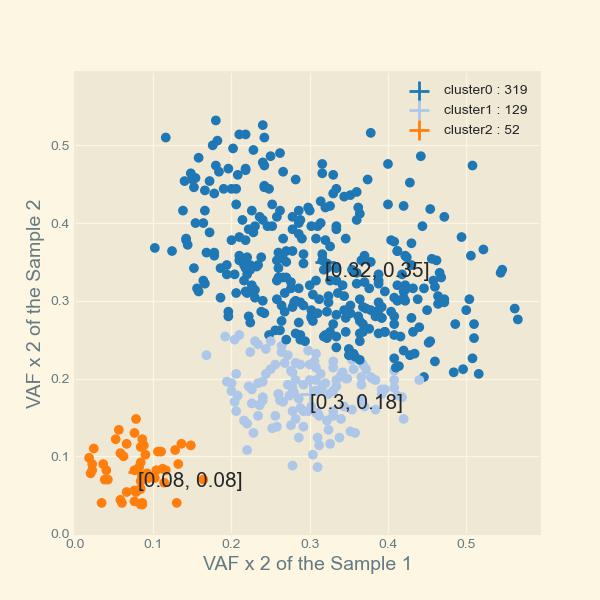 cluster0 : 319
cluster1 : 129
cluster2 : 52
0.5
0.4
[0.32, 0.35]
0.3
0.2
[0.3, 0.18]
0.1
[0.08, 0.08]
0.0
0.0 0.1 0.2 0.3 0.4 0.5
VAF x 2 of the Sample 1
VAF x 2 of the Sample 2